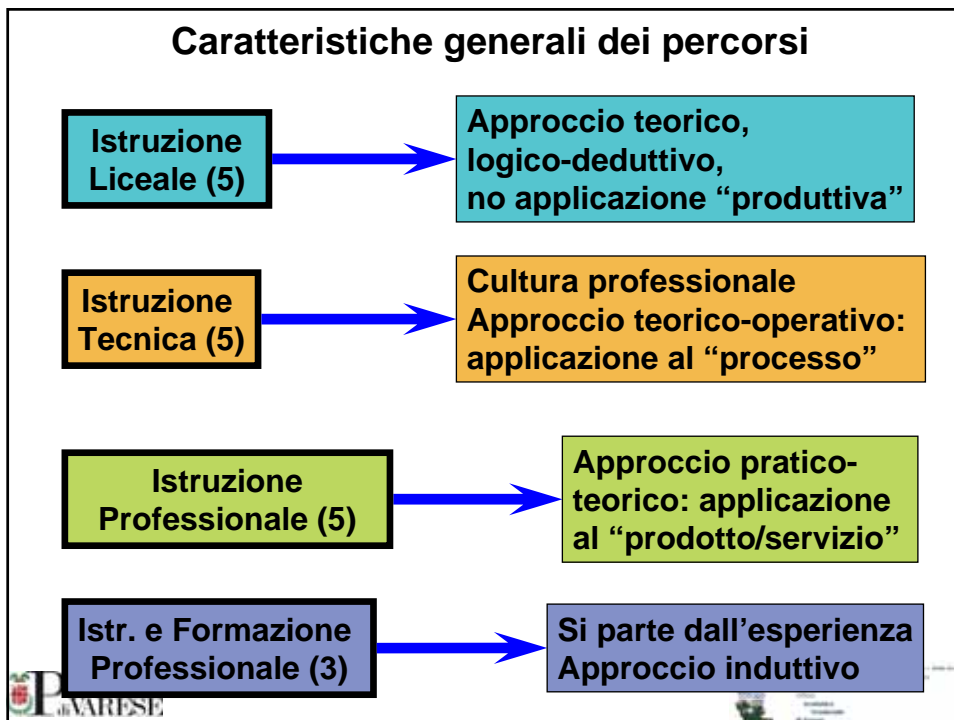 Caratteristiche generali dei percorsi
Istruzione
Liceale (5)
Approccio teorico,
logico-deduttivo,
no applicazione “produttiva”
Istruzione
Tecnica (5)
Cultura professionale
Approccio teorico-operativo:
applicazione al “processo”
Istruzione
Professionale (5)
Approccio pratico-
teorico: applicazione
al “prodotto/servizio”
Istr. e Formazione
Professionale (3)
Si parte dall’esperienza
Approccio induttivo
P
di VARESE